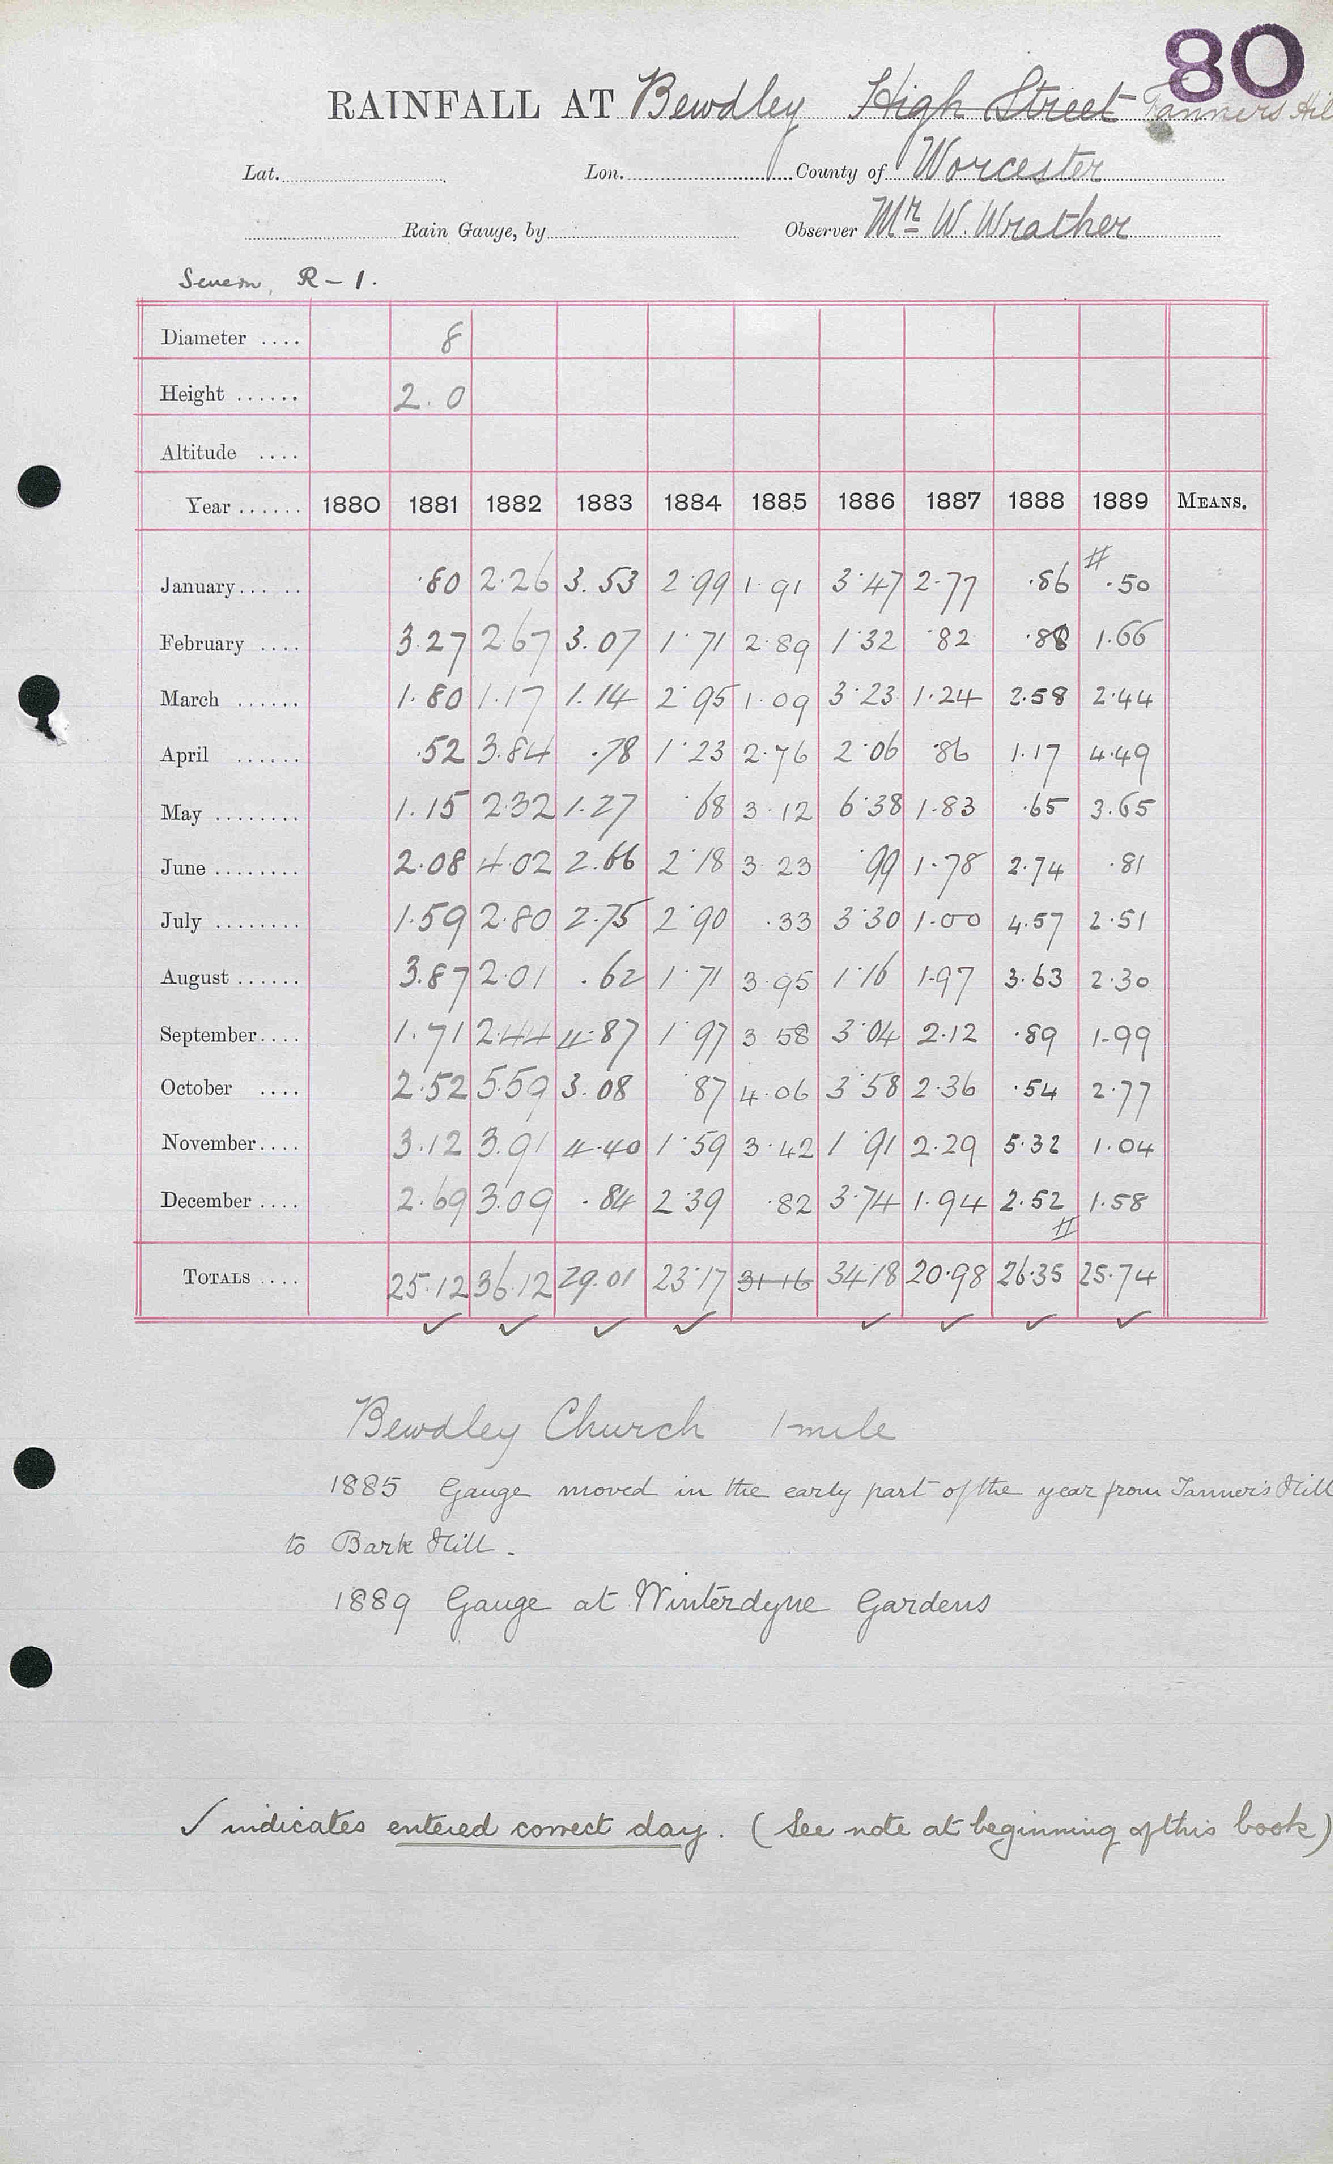 80
RAINFALL AT Bewdley High Street Tanners Hil
Lat. Lon. County of Worcester
Rain Gauge, by Observer Mr W. Wrather
Severn, R - 1.
Diameter .... 8
Height ...... 2.0
Altitude ....
Year ...... 1880 1881 1882 1883 1884 1885 1886 1887 1888 1889 MEANS.
January...... .80 2.26 3.53 2.99 1.91 3.47 2.77 .86 # .50
February .... 3.27 2.67 3.07 1.71 2.89 1.32 .82 .88 1.66
March ...... 1.80 1.17 1.14 2.95 1.09 3.23 1.24 2.58 2.44
April ...... .52 3.84 .78 1.23 2.76 2.06 .86 1.17 4.49
May ........ 1.15 2.32 1.27 .68 3.12 6.38 1.83 .65 3.65
June ........ 2.08 4.02 2.66 2.18 3.23 .99 1.78 2.74 .81
July ........ 1.59 2.80 2.75 2.90 .33 3.30 1.00 4.57 2.51
August ...... 3.87 2.01 .62 1.71 3.95 1.16 1.97 3.63 2.30
September.... 1.71 2.44 4.87 1.97 3.58 3.04 2.12 .89 1.99
October .... 2.52 5.59 3.08 .87 4.06 3.58 2.36 .54 2.77
November.... 3.12 3.91 4.40 1.59 3.42 1.91 2.29 5.32 1.04
December .... 2.69 3.09 .84 2.39 .82 3.74 1.94 2.52 # 1.58
TOTALS .... 25.12 36.12 29.01 23.17 31.16 34.18 20.98 26.35 25.74
✓ ✓ ✓ ✓ ✓ ✓ ✓ ✓
Bewdley Church 1 mile
1885 Gauge moved in the early part of the year from Tanner's Hill
to Bark Hill.
1889 Gauge at Winterdyne Gardens
✓ indicates entered correct day. (See note at beginning of this book)